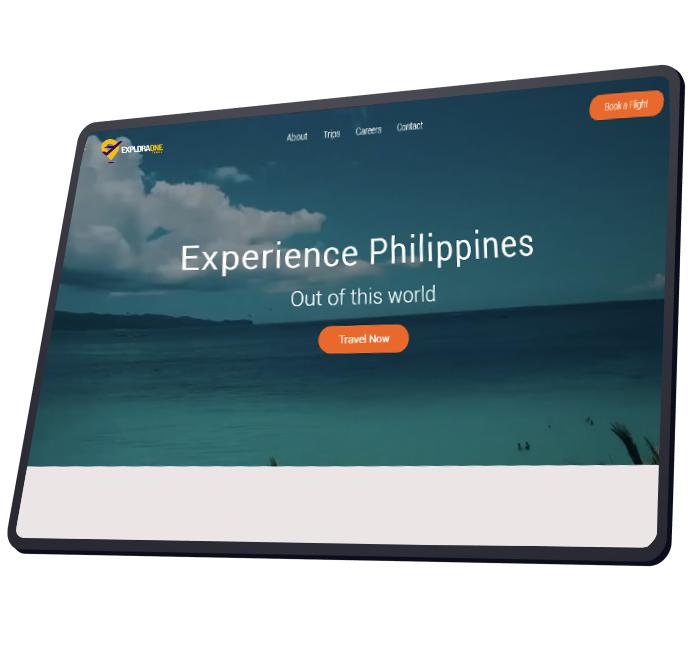 EXPLORAONE
About Trips Careers Contact
Book a Flight
Experience Philippines
Out of this world
Travel Now